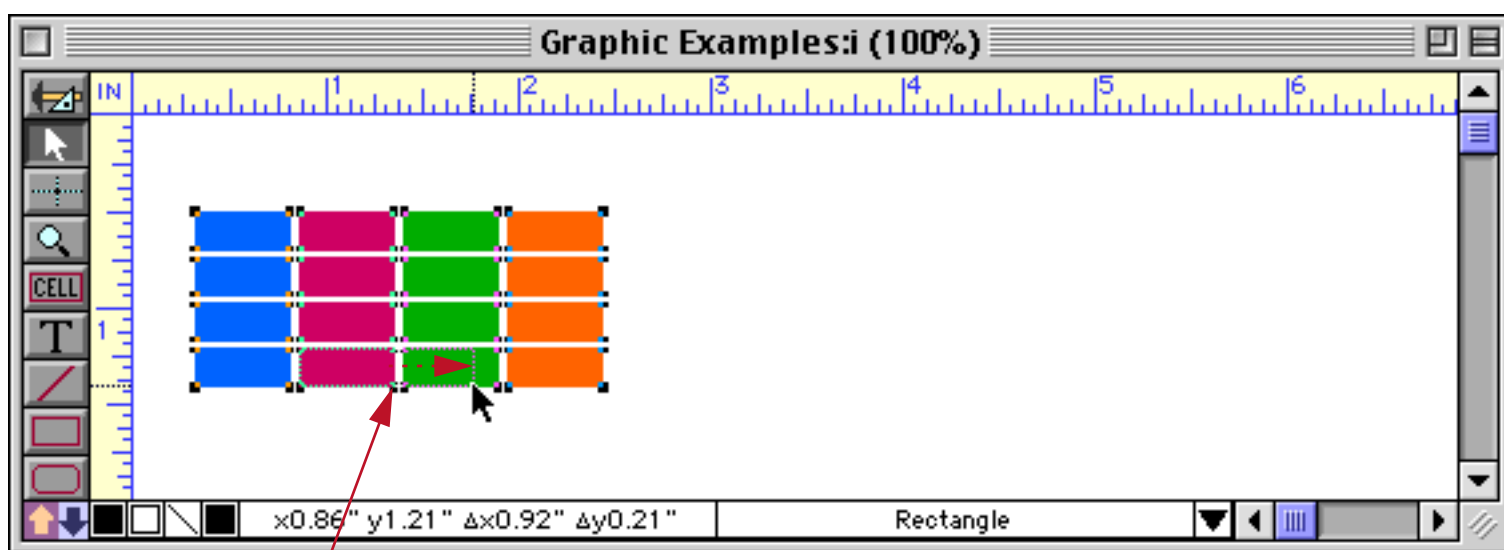 Graphic Examples:i (100%)
IN 1 2 3 4 5 6
CELL
1
T
x0.86" y1.21" Δx0.92" Δy0.21" Rectangle